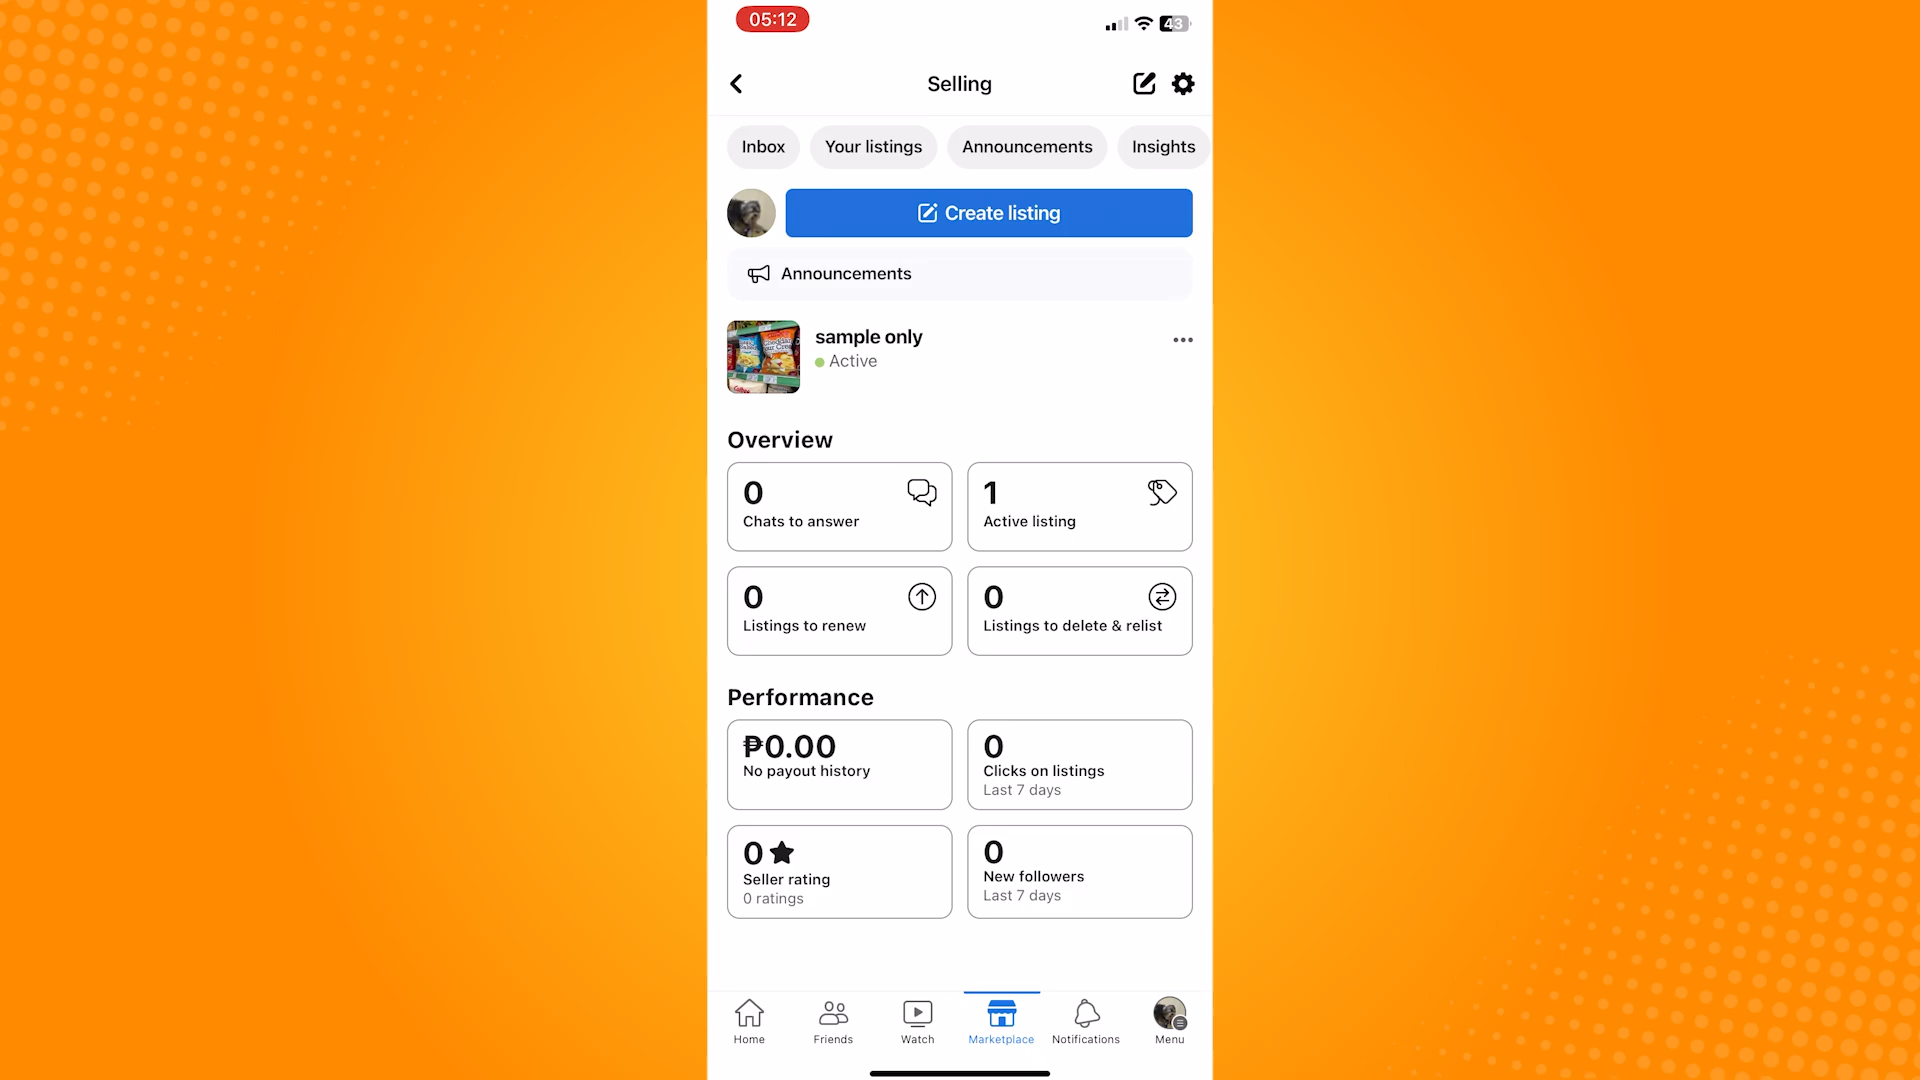 05:12
43
Selling
Inbox
Your listings
Announcements
Insights
Create listing
Announcements
sample only
Active
Overview
0
Chats to answer
1
Active listing
0
Listings to renew
0
Listings to delete & relist
Performance
₱0.00
No payout history
0
Clicks on listings
Last 7 days
0
Seller rating
0 ratings
0
New followers
Last 7 days
Home
Friends
Watch
Marketplace
Notifications
Menu